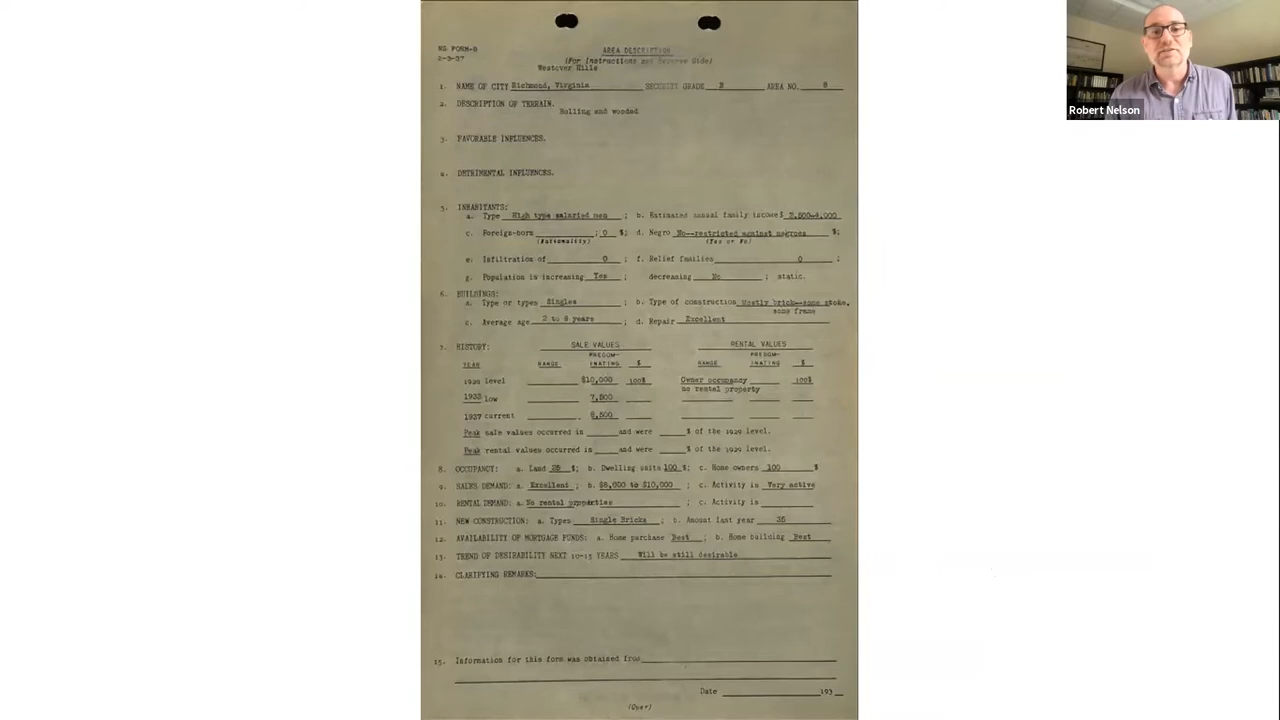 NS FORM-8
2-3-37
AREA DESCRIPTION
(For Instructions see Reverse Side)
Westover Hills
1. NAME OF CITY Richmond, Virginia SECURITY GRADE B AREA NO. 8
2. DESCRIPTION OF TERRAIN.
Rolling and wooded
3. FAVORABLE INFLUENCES.
4. DETRIMENTAL INFLUENCES.
5. INHABITANTS:
a. Type High type salaried men ; b. Estimated annual family income $ 2,500-4,000
c. Foreign-born ; 0 %; d. Negro No--restricted against negroes %;
(Nationality) (Yes or No)
e. Infiltration of 0 ; f. Relief families 0 ;
g. Population is increasing Yes decreasing No ; static.
6. BUILDINGS:
a. Type or types Singles ; b. Type of construction Mostly brick--some stoke,
some frame
c. Average age 2 to 8 years ; d. Repair Excellent
7. HISTORY: SALE VALUES RENTAL VALUES
PREDOM- PREDOM-
YEAR RANGE INATING % RANGE INATING %
1929 level $10,000 100% Owner occupancy 100%
no rental property
1933 low 7,500
1937 current 8,500
Peak sale values occurred in and were % of the 1929 level.
Peak rental values occurred in and were % of the 1929 level.
8. OCCUPANCY: a. Land 25 %; b. Dwelling units 100 %; c. Home owners 100 %
9. SALES DEMAND: a. Excellent ; b. $8,000 to $10,000 ; c. Activity is Very active
10. RENTAL DEMAND: a. No rental properties ; c. Activity is
11. NEW CONSTRUCTION: a. Types Single Bricks ; b. Amount last year 25
12. AVAILABILITY OF MORTGAGE FUNDS: a. Home purchase Best ; b. Home building Best
13. TREND OF DESIRABILITY NEXT 10-15 YEARS Will be still desirable
14. CLARIFYING REMARKS:
15. Information for this form was obtained from
Date 193
(Over)
Robert Nelson